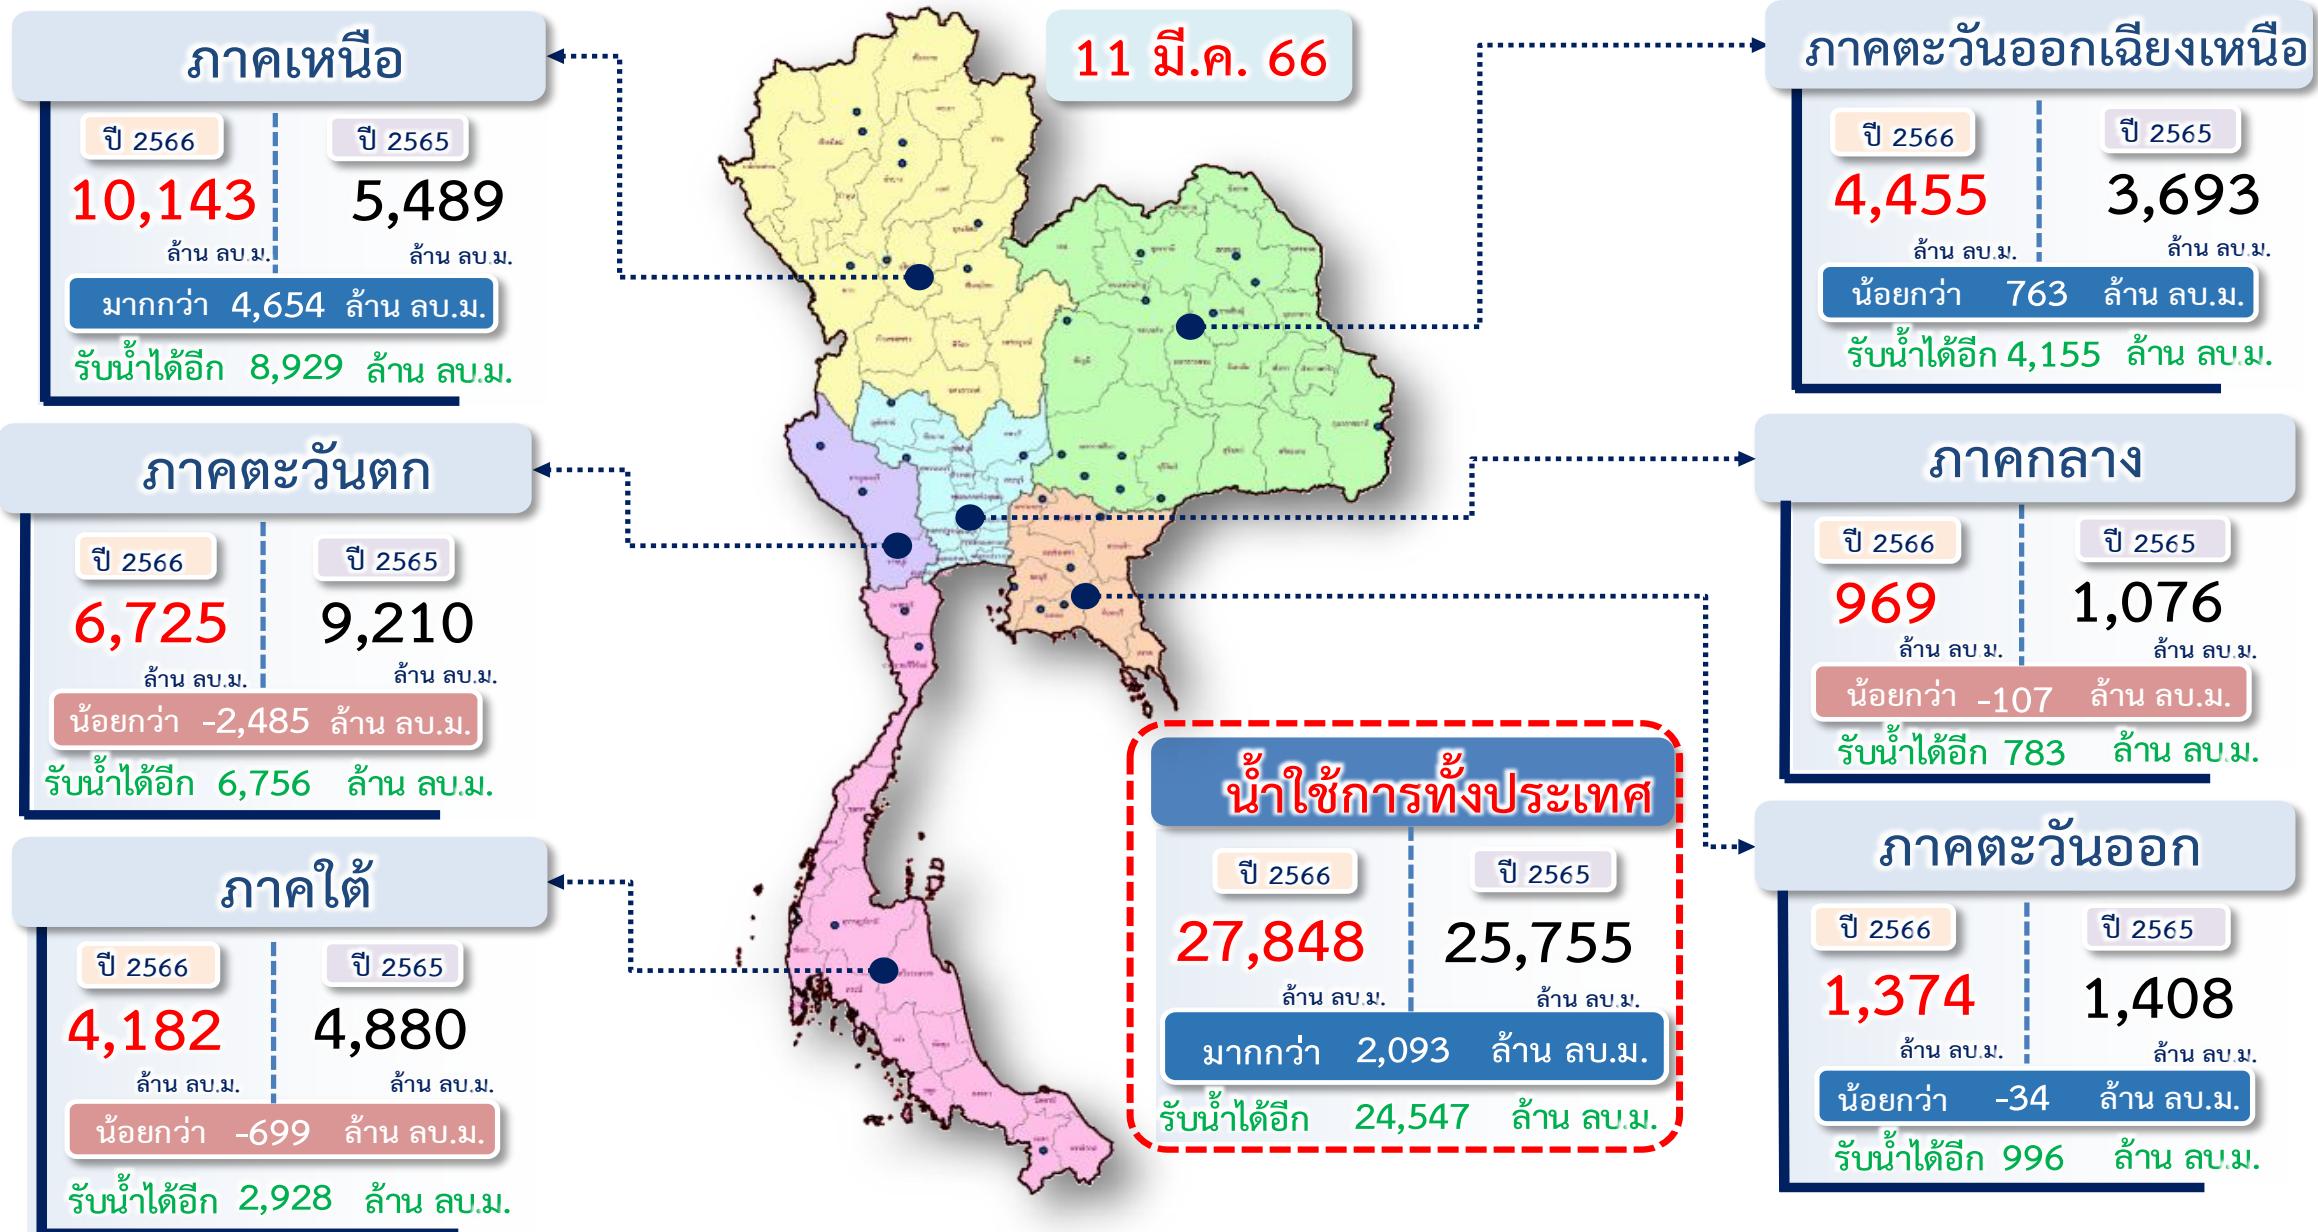 11 มี.ค. 66
ภาคเหนือ
ปี 2566
ปี 2565
10,143
5,489
ล้าน ลบ.ม.
ล้าน ลบ.ม.
มากกว่า 4,654 ล้าน ลบ.ม.
รับน้ำได้อีก 8,929 ล้าน ลบ.ม.
ภาคตะวันตก
ปี 2566
ปี 2565
6,725
9,210
ล้าน ลบ.ม.
ล้าน ลบ.ม.
น้อยกว่า -2,485 ล้าน ลบ.ม.
รับน้ำได้อีก 6,756 ล้าน ลบ.ม.
ภาคใต้
ปี 2566
ปี 2565
4,182
4,880
ล้าน ลบ.ม.
ล้าน ลบ.ม.
น้อยกว่า -699 ล้าน ลบ.ม.
รับน้ำได้อีก 2,928 ล้าน ลบ.ม.
ภาคตะวันออกเฉียงเหนือ
ปี 2566
ปี 2565
4,455
3,693
ล้าน ลบ.ม.
ล้าน ลบ.ม.
น้อยกว่า 763 ล้าน ลบ.ม.
รับน้ำได้อีก 4,155 ล้าน ลบ.ม.
ภาคกลาง
ปี 2566
ปี 2565
969
1,076
ล้าน ลบ.ม.
ล้าน ลบ.ม.
น้อยกว่า -107 ล้าน ลบ.ม.
รับน้ำได้อีก 783 ล้าน ลบ.ม.
ภาคตะวันออก
ปี 2566
ปี 2565
1,374
1,408
ล้าน ลบ.ม.
ล้าน ลบ.ม.
น้อยกว่า -34 ล้าน ลบ.ม.
รับน้ำได้อีก 996 ล้าน ลบ.ม.
น้ำใช้การทั้งประเทศ
ปี 2566
ปี 2565
27,848
25,755
ล้าน ลบ.ม.
ล้าน ลบ.ม.
มากกว่า 2,093 ล้าน ลบ.ม.
รับน้ำได้อีก 24,547 ล้าน ลบ.ม.